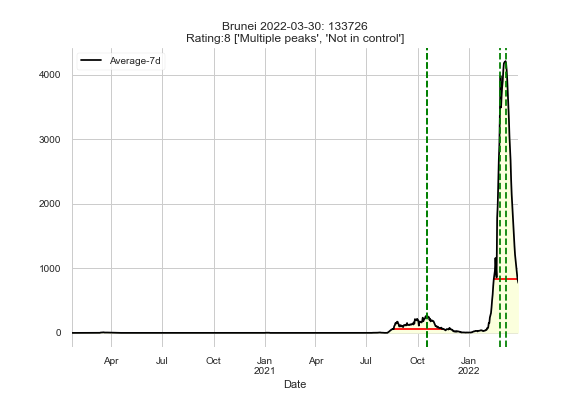 Brunei 2022-03-30: 133726
Rating:8 ['Multiple peaks', 'Not in control']
Average-7d
4000
3000
2000
1000
0
Apr
Jul
Oct
Jan
2021
Apr
Jul
Oct
Jan
2022
Date